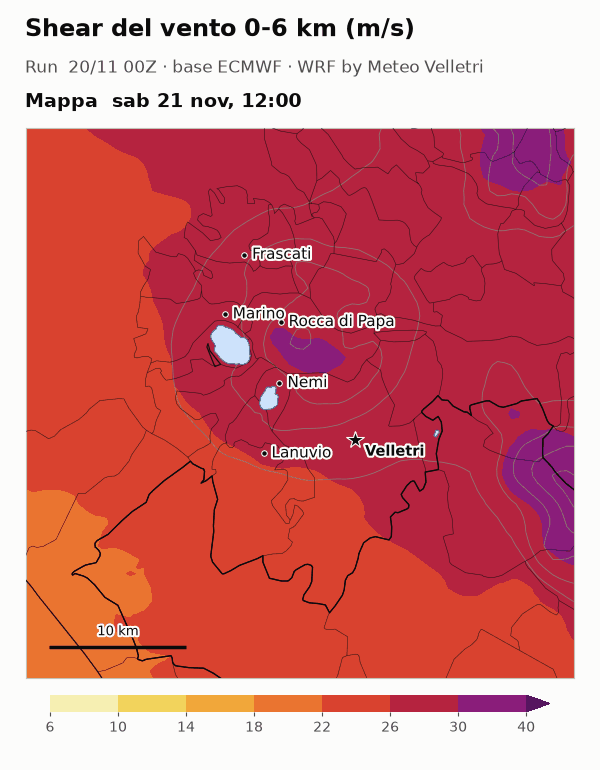 Shear del vento 0-6 km (m/s)
Run  20/11 00Z · base ECMWF · WRF by Meteo Velletri
Mappa  sab 21 nov, 12:00
Frascati
Marino
Rocca di Papa
Nemi
Velletri
Lanuvio
10 km
6 10 14 18 22 26 30 40